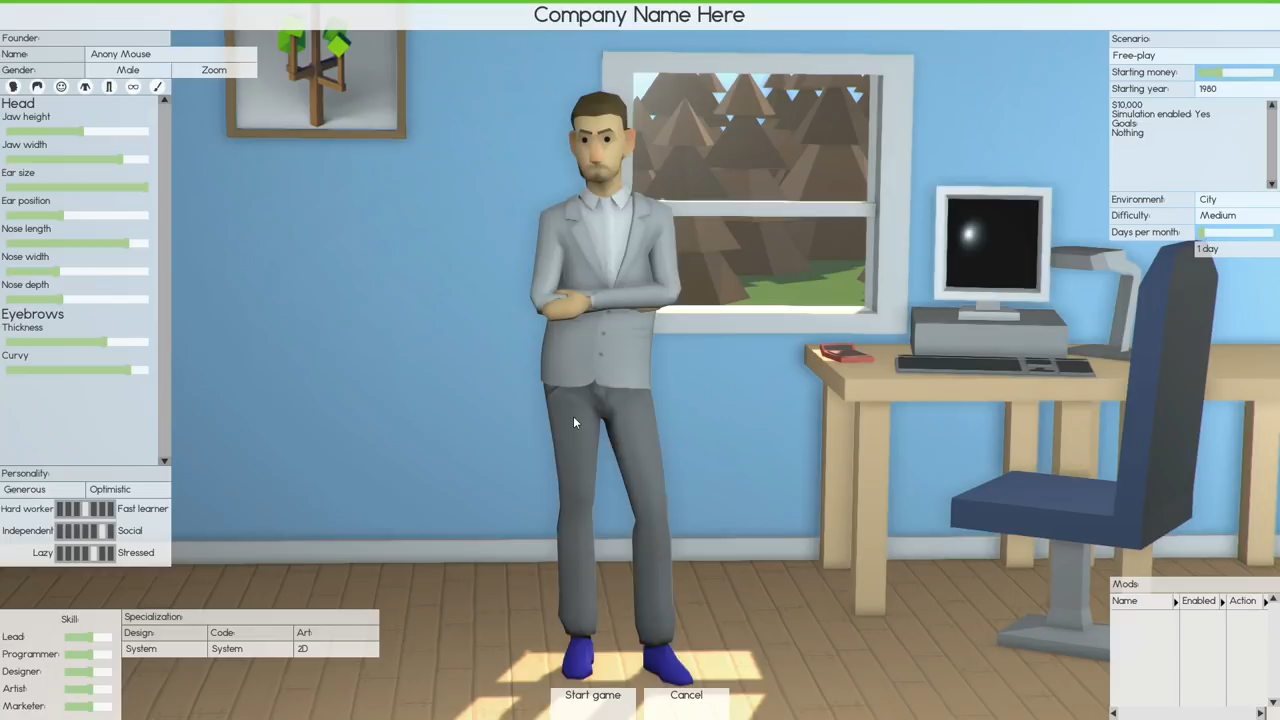 Company Name Here
Founder:
Name: Anony Mouse
Gender: Male Zoom
Head
Jaw height
Jaw width
Ear size
Ear position
Nose length
Nose width
Nose depth
Eyebrows
Thickness
Curvy
Personality:
Generous Optimistic
Hard worker Fast learner
Independent Social
Lazy Stressed
Skill:
Lead:
Programmer:
Designer:
Artist:
Marketer:
Specialization:
Design: Code: Art:
System System 2D
Start game Cancel
Scenario:
Free-play
Starting money:
Starting year: 1980
$10,000
Simulation enabled: Yes
Goals:
Nothing
Environment: City
Difficulty: Medium
Days per month:
1 day
Mods:
Name Enabled Action